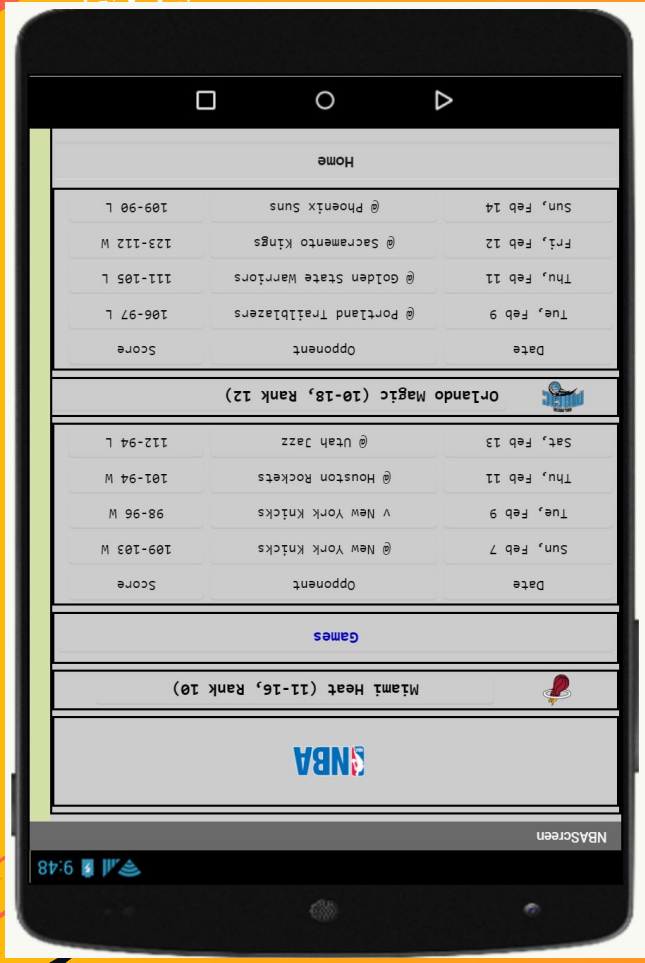 9:48
NBAScreen
NBA
Miami Heat (11-16, Rank 10)
Games
Date Opponent Score
Sun, Feb 7 @ New York Knicks 109-103 W
Tue, Feb 9 v New York Knicks 98-96 W
Thu, Feb 11 @ Houston Rockets 101-94 W
Sat, Feb 13 @ Utah Jazz 112-94 L
MAGIC Orlando Magic (10-18, Rank 12)
Date Opponent Score
Tue, Feb 9 @ Portland Trailblazers 106-97 L
Thu, Feb 11 @ Golden State Warriors 111-105 L
Fri, Feb 12 @ Sacramento Kings 123-112 W
Sun, Feb 14 @ Phoenix Suns 109-90 L
Home